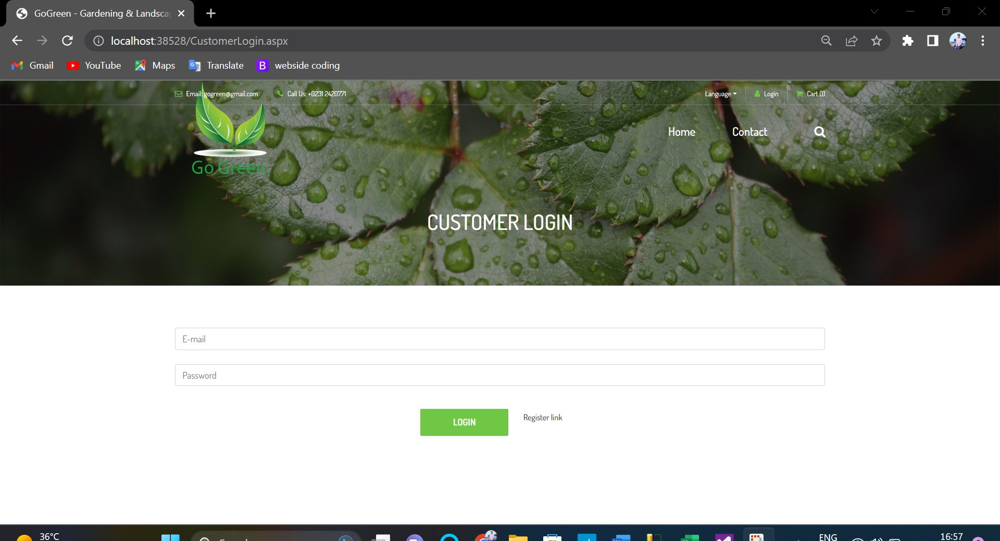 GoGreen - Gardening & Landsca
localhost:38528/CustomerLogin.aspx
Gmail YouTube Maps Translate B webside coding
Email: gogreen@gmail.com Call Us: +0231 2420771 Language Login Cart (1)
Home Contact
Go Green
CUSTOMER LOGIN
E-mail
Password
LOGIN Register link
36°C ENG 16:57